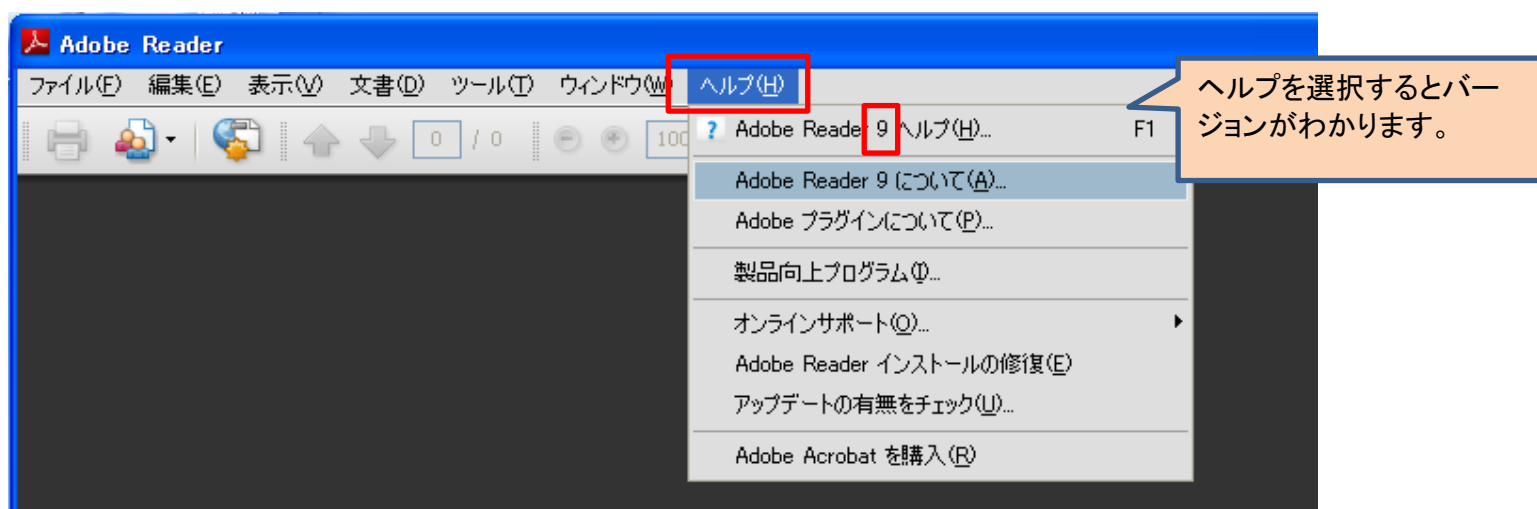 Adobe Reader
ファイル(F) 編集(E) 表示(V) 文書(D) ツール(T) ウィンドウ(W) ヘルプ(H)
0 / 0 100
? Adobe Reader 9 ヘルプ(H)... F1
Adobe Reader 9 について(A)...
Adobe プラグインについて(P)...
製品向上プログラム(I)...
オンラインサポート(O)...
Adobe Reader インストールの修復(E)
アップデートの有無をチェック(U)...
Adobe Acrobat を購入(R)
ヘルプを選択するとバー
ジョンがわかります。